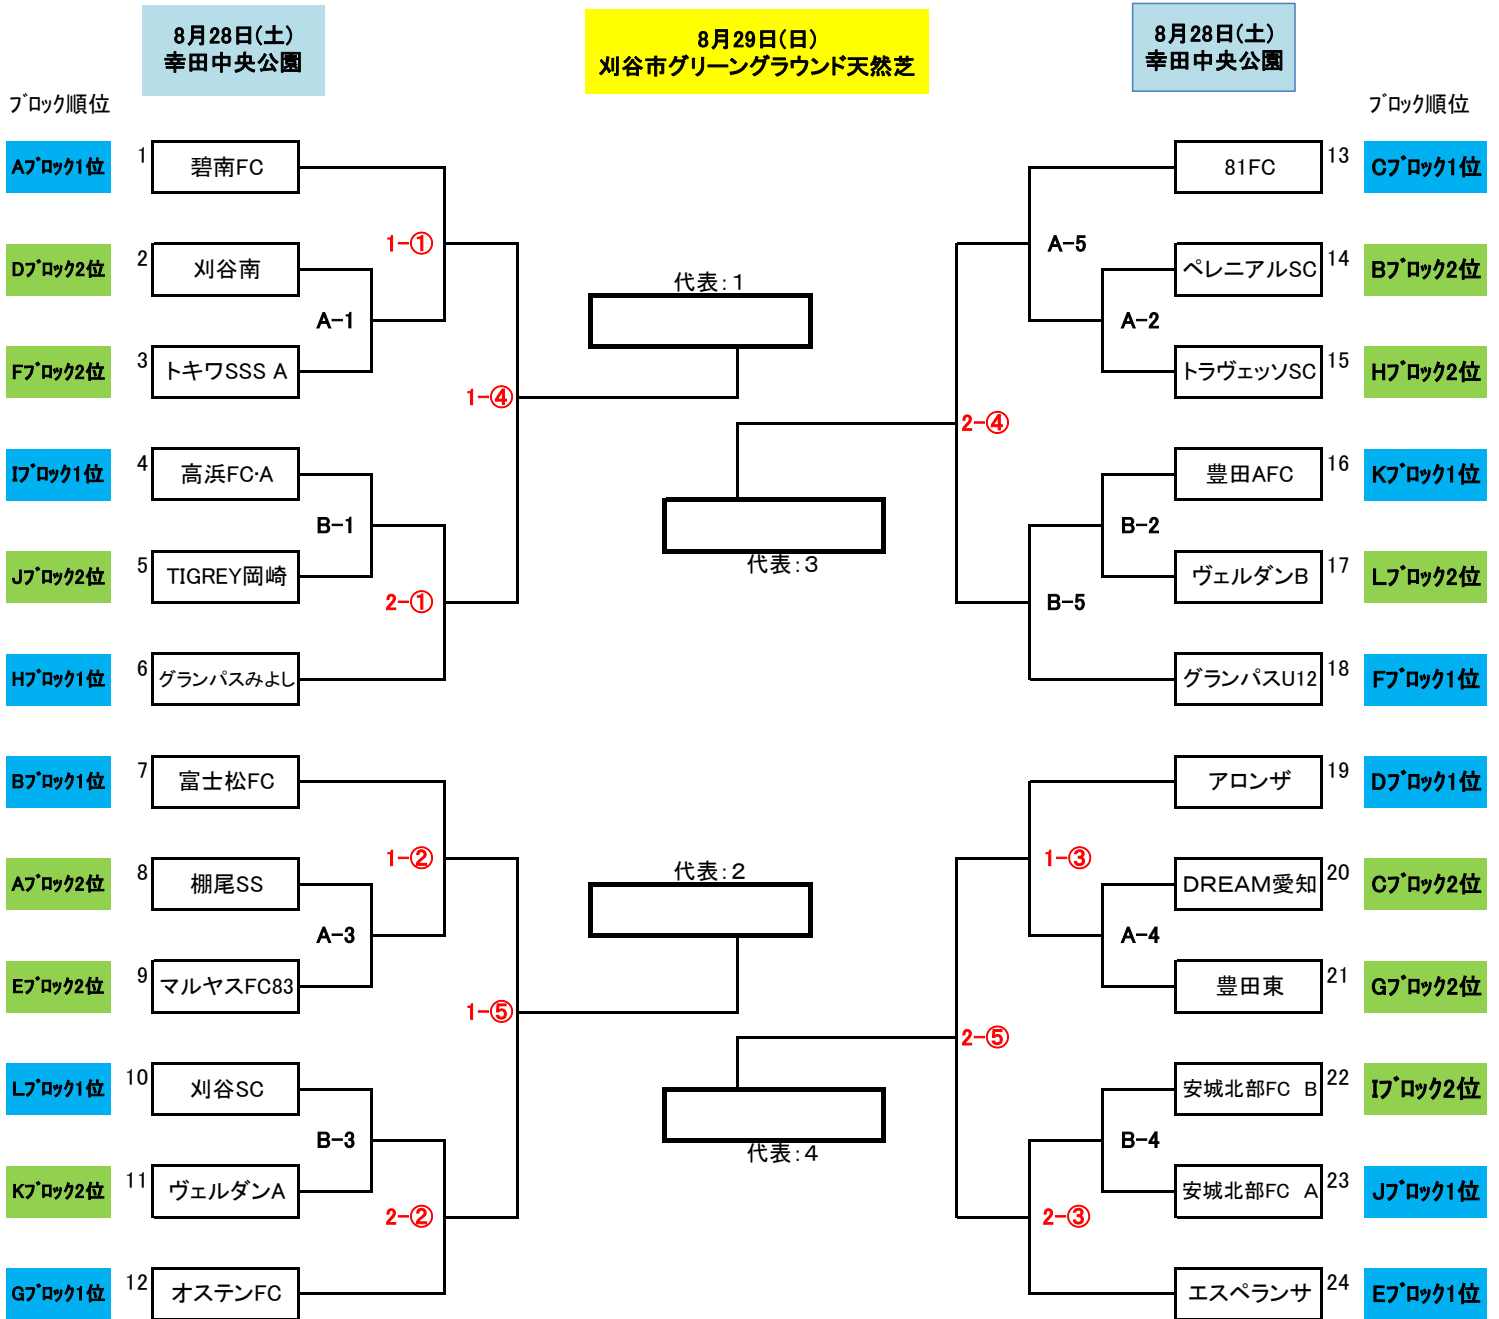 8月28日(土)
幸田中央公園
8月29日(日)
刈谷市グリーングラウンド天然芝
8月28日(土)
幸田中央公園
ブロック順位
ブロック順位
Aブロック1位
1
碧南FC
81FC
13
Cブロック1位
1-①
A-5
Dブロック2位
2
刈谷南
ペレニアルSC
14
Bブロック2位
代表:1
A-1
A-2
Fブロック2位
3
トキワSSS A
トラヴェッソSC
15
Hブロック2位
1-④
2-④
Iブロック1位
4
高浜FC·A
豊田AFC
16
Kブロック1位
B-1
B-2
代表:3
Jブロック2位
5
TIGREY岡崎
ヴェルダンB
17
Lブロック2位
2-①
B-5
Hブロック1位
6
グランパスみよし
グランパスU12
18
Fブロック1位
Bブロック1位
7
富士松FC
アロンザ
19
Dブロック1位
1-②
1-③
代表:2
Aブロック2位
8
棚尾SS
DREAM愛知
20
Cブロック2位
A-3
A-4
Eブロック2位
9
マルヤスFC83
豊田東
21
Gブロック2位
1-⑤
2-⑤
Lブロック1位
10
刈谷SC
安城北部FC B
22
Iブロック2位
B-3
B-4
代表:4
Kブロック2位
11
ヴェルダンA
安城北部FC A
23
Jブロック1位
2-②
2-③
Gブロック1位
12
オステンFC
エスペランサ
24
Eブロック1位